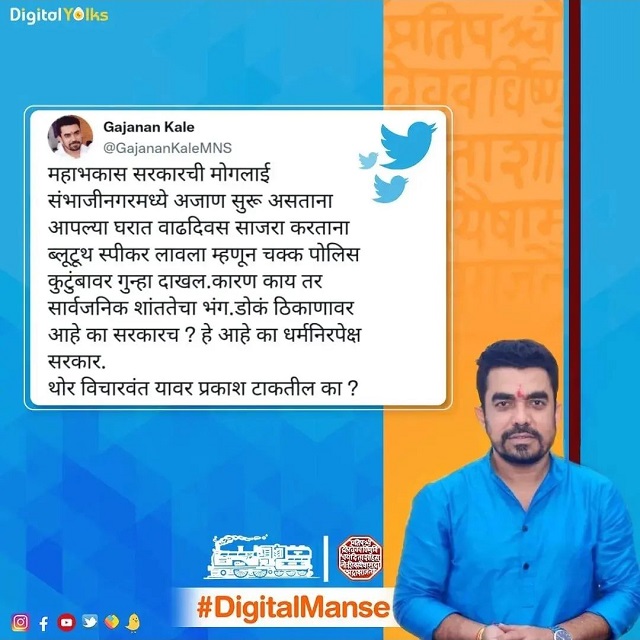 DigitalYolks
Gajanan Kale
@GajananKaleMNS
महाभकास सरकारची मोगलाई
संभाजीनगरमध्ये अजाण सुरू असताना
आपल्या घरात वाढदिवस साजरा करताना
ब्लूटूथ स्पीकर लावला म्हणून चक्क पोलिस
कुटुंबावर गुन्हा दाखल.कारण काय तर
सार्वजनिक शांततेचा भंग.डोकं ठिकाणावर
आहे का सरकारच ? हे आहे का धर्मनिरपेक्ष
सरकार.
थोर विचारवंत यावर प्रकाश टाकतील का ?
#DigitalManse